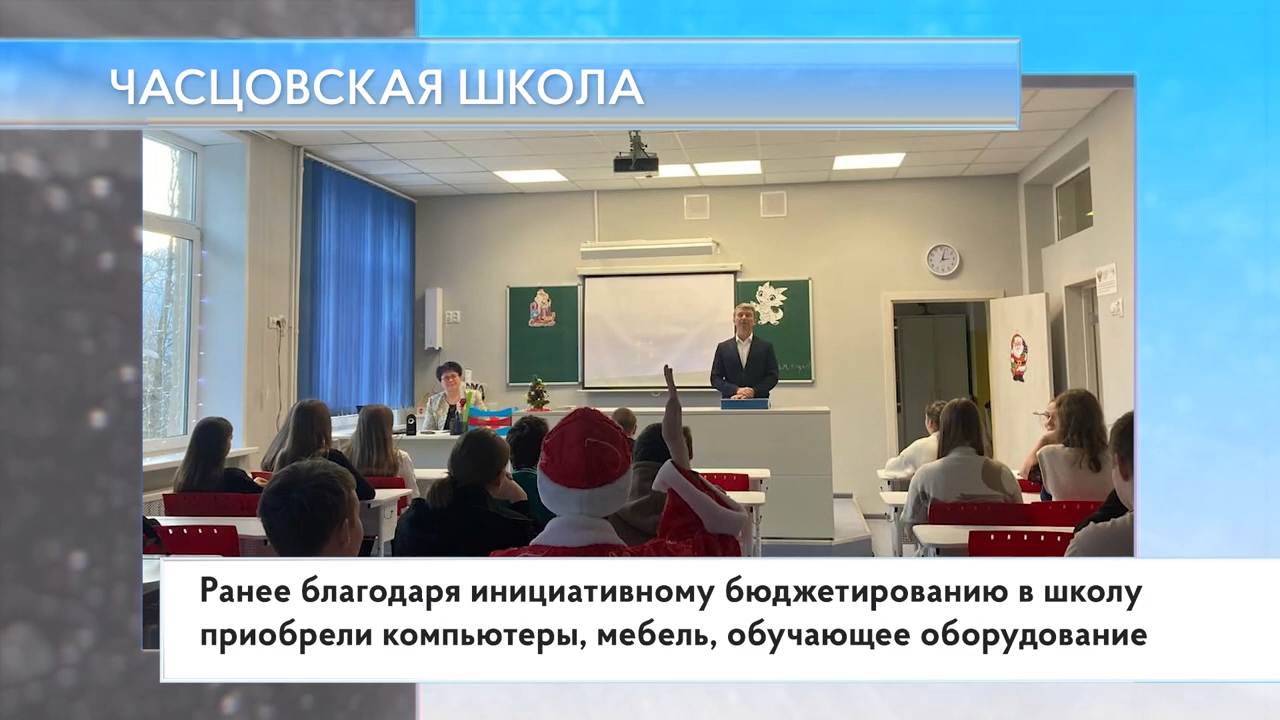 ЧАСЦОВСКАЯ ШКОЛА
Ранее благодаря инициативному бюджетированию в школу
приобрели компьютеры, мебель, обучающее оборудование